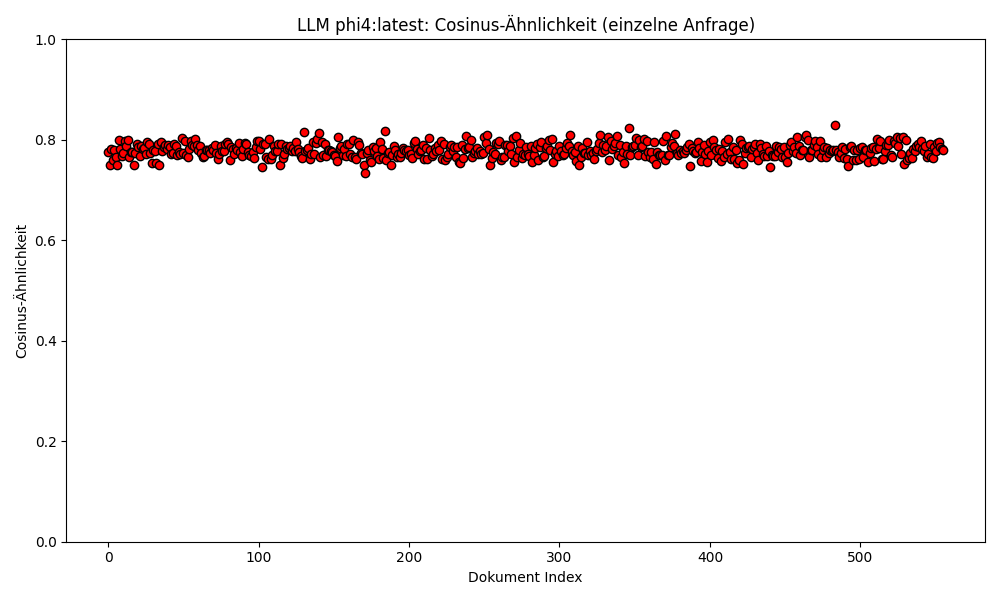 LLM phi4:latest: Cosinus-Ähnlichkeit (einzelne Anfrage)
1.0
0.8
0.6
0.4
0.2
0.0
Cosinus-Ähnlichkeit
0 100 200 300 400 500
Dokument Index